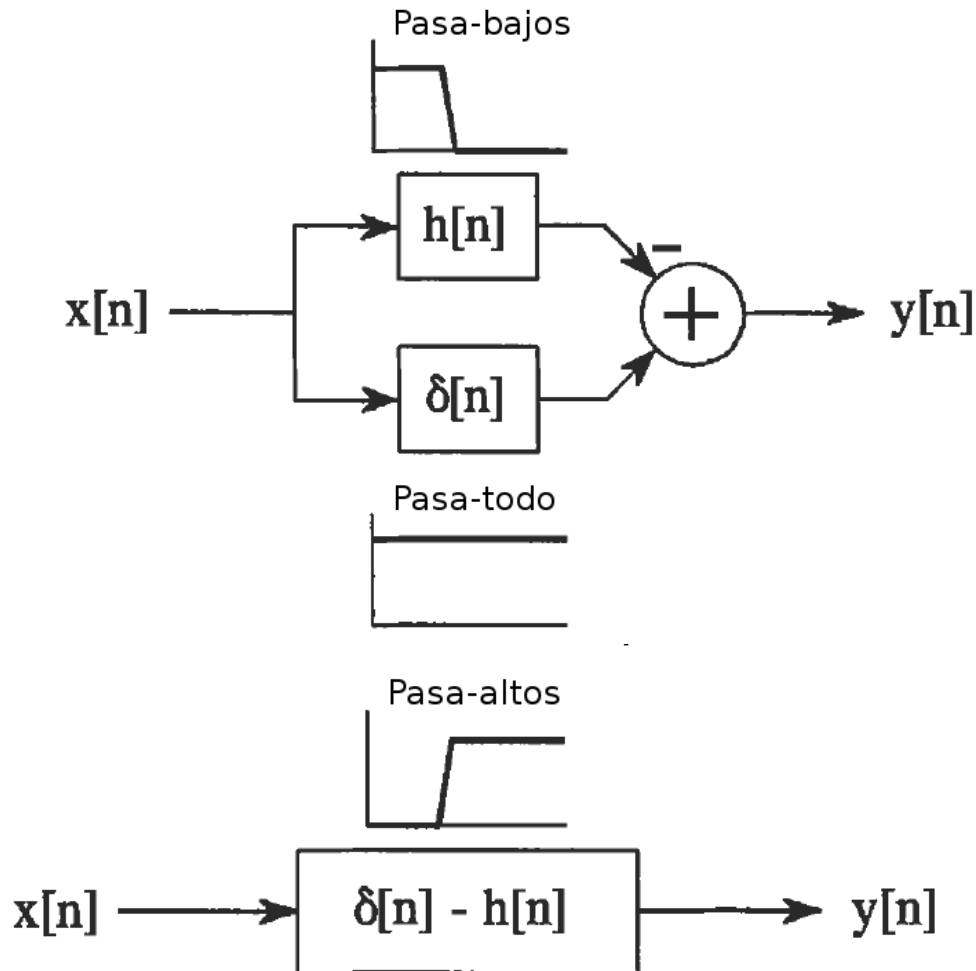 Pasa-bajos
h[n]
−
x[n]
+
y[n]
δ[n]
Pasa-todo
Pasa-altos
x[n]
δ[n] - h[n]
y[n]